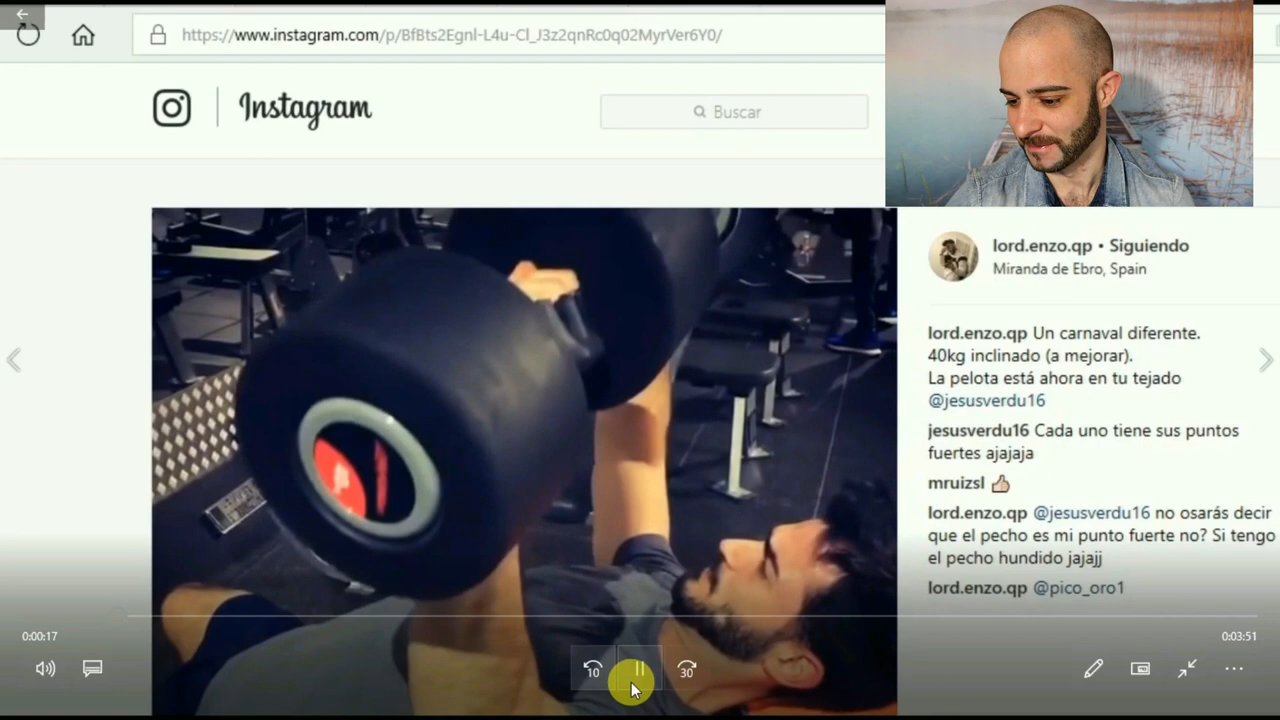 https://www.instagram.com/p/BfBts2Egnl-L4u-Cl_J3z2qnRc0q02MyrVer6Y0/
Instagram
Buscar
lord.enzo.qp • Siguiendo
Miranda de Ebro, Spain
lord.enzo.qp Un carnaval diferente.
40kg inclinado (a mejorar).
La pelota está ahora en tu tejado
@jesusverdu16
jesusverdu16 Cada uno tiene sus puntos
fuertes ajajaja
mruizsl 👍🏻
lord.enzo.qp @jesusverdu16 no osarás decir
que el pecho es mi punto fuerte no? Si tengo
el pecho hundido jajajj
lord.enzo.qp @pico_oro1
0:00:17
0:03:51
10
30